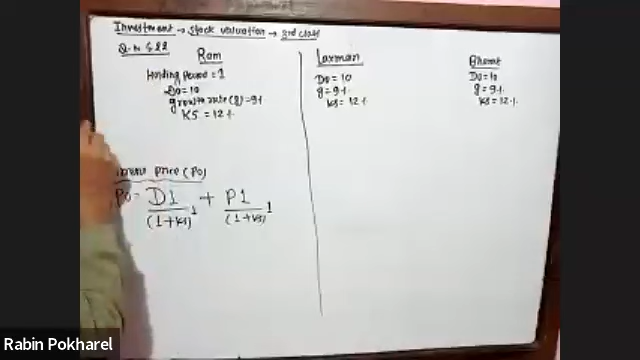 Investment → Stock valuation → 3rd class
Q.N 5.22
Ram
Holding Period = 1
D0 = 10
growth rate (g) = 9%
KS = 12%
Laxman
D0 = 10
g = 9%
KS = 12%
Bharat
D0 = 10
g = 9%
KS = 12%
price (P0)
P0 = D1/(1+ks)^1 + P1/(1+ks)^1
Rabin Pokharel